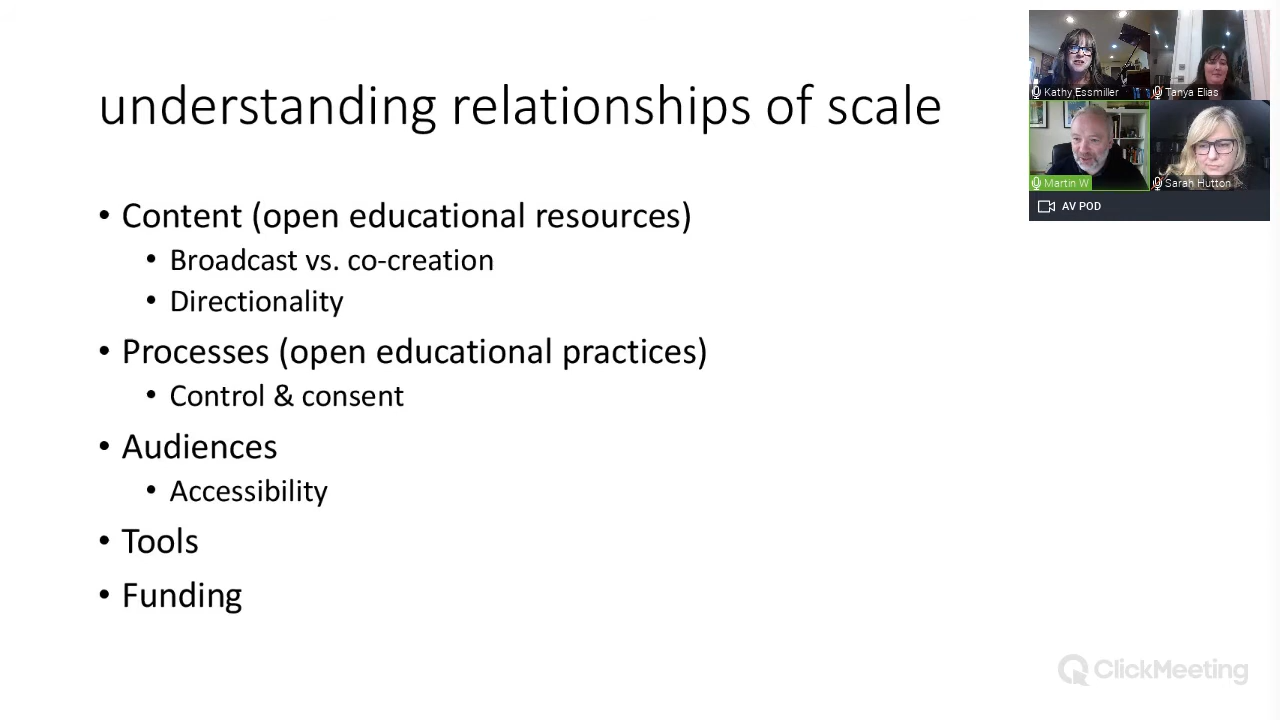 understanding relationships of scale
• Content (open educational resources)
• Broadcast vs. co-creation
• Directionality
• Processes (open educational practices)
• Control & consent
• Audiences
• Accessibility
• Tools
• Funding
Kathy Essmiller
Tanya Elias
Martin W
Sarah Hutton
AV POD
ClickMeeting